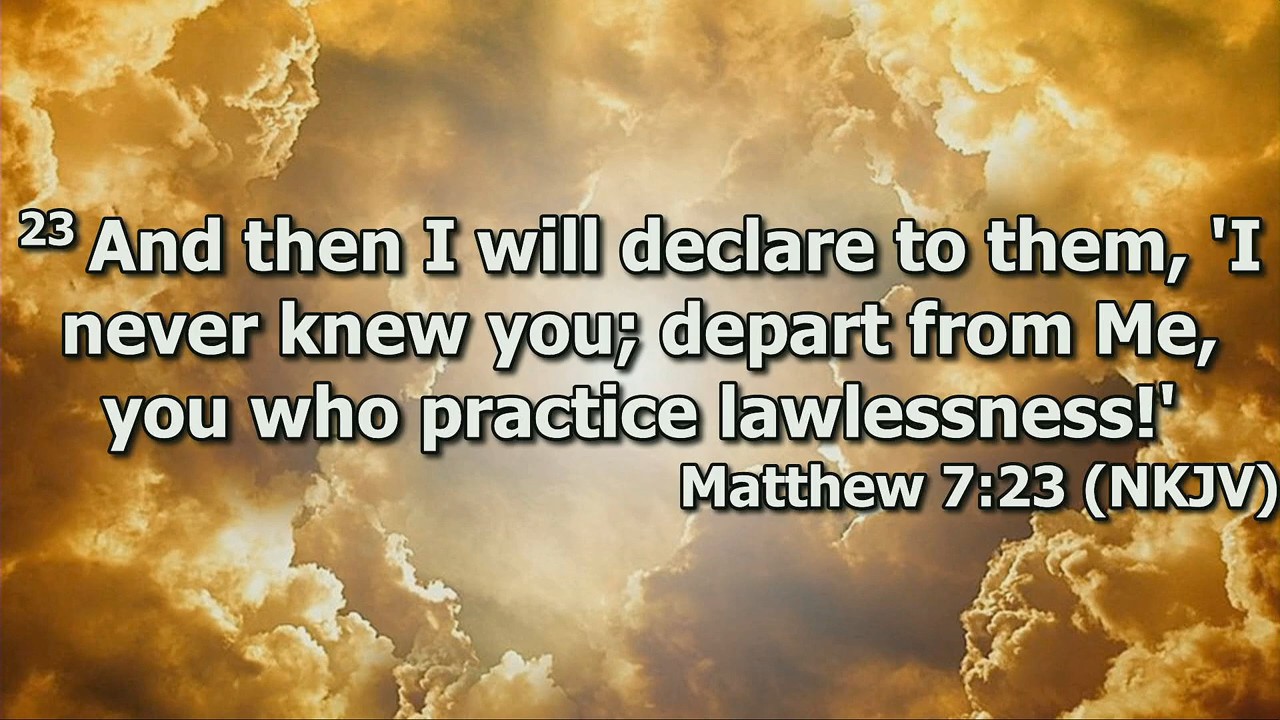 23 And then I will declare to them, 'I
never knew you; depart from Me,
you who practice lawlessness!'
Matthew 7:23 (NKJV)